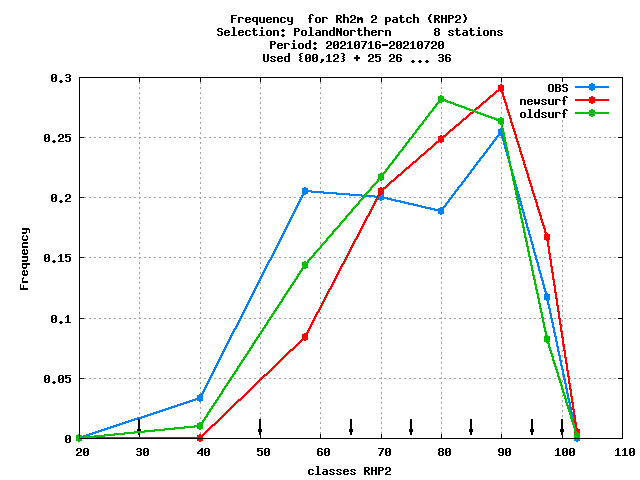 Frequency  for Rh2m 2 patch (RHP2)
Selection: PolandNorthern      8 stations
Period: 20210716-20210720
Used {00,12} + 25 26 ... 36
OBS
newsurf
oldsurf
0.3
0.25
0.2
0.15
0.1
0.05
0
Frequency
20 30 40 50 60 70 80 90 100 110
classes RHP2